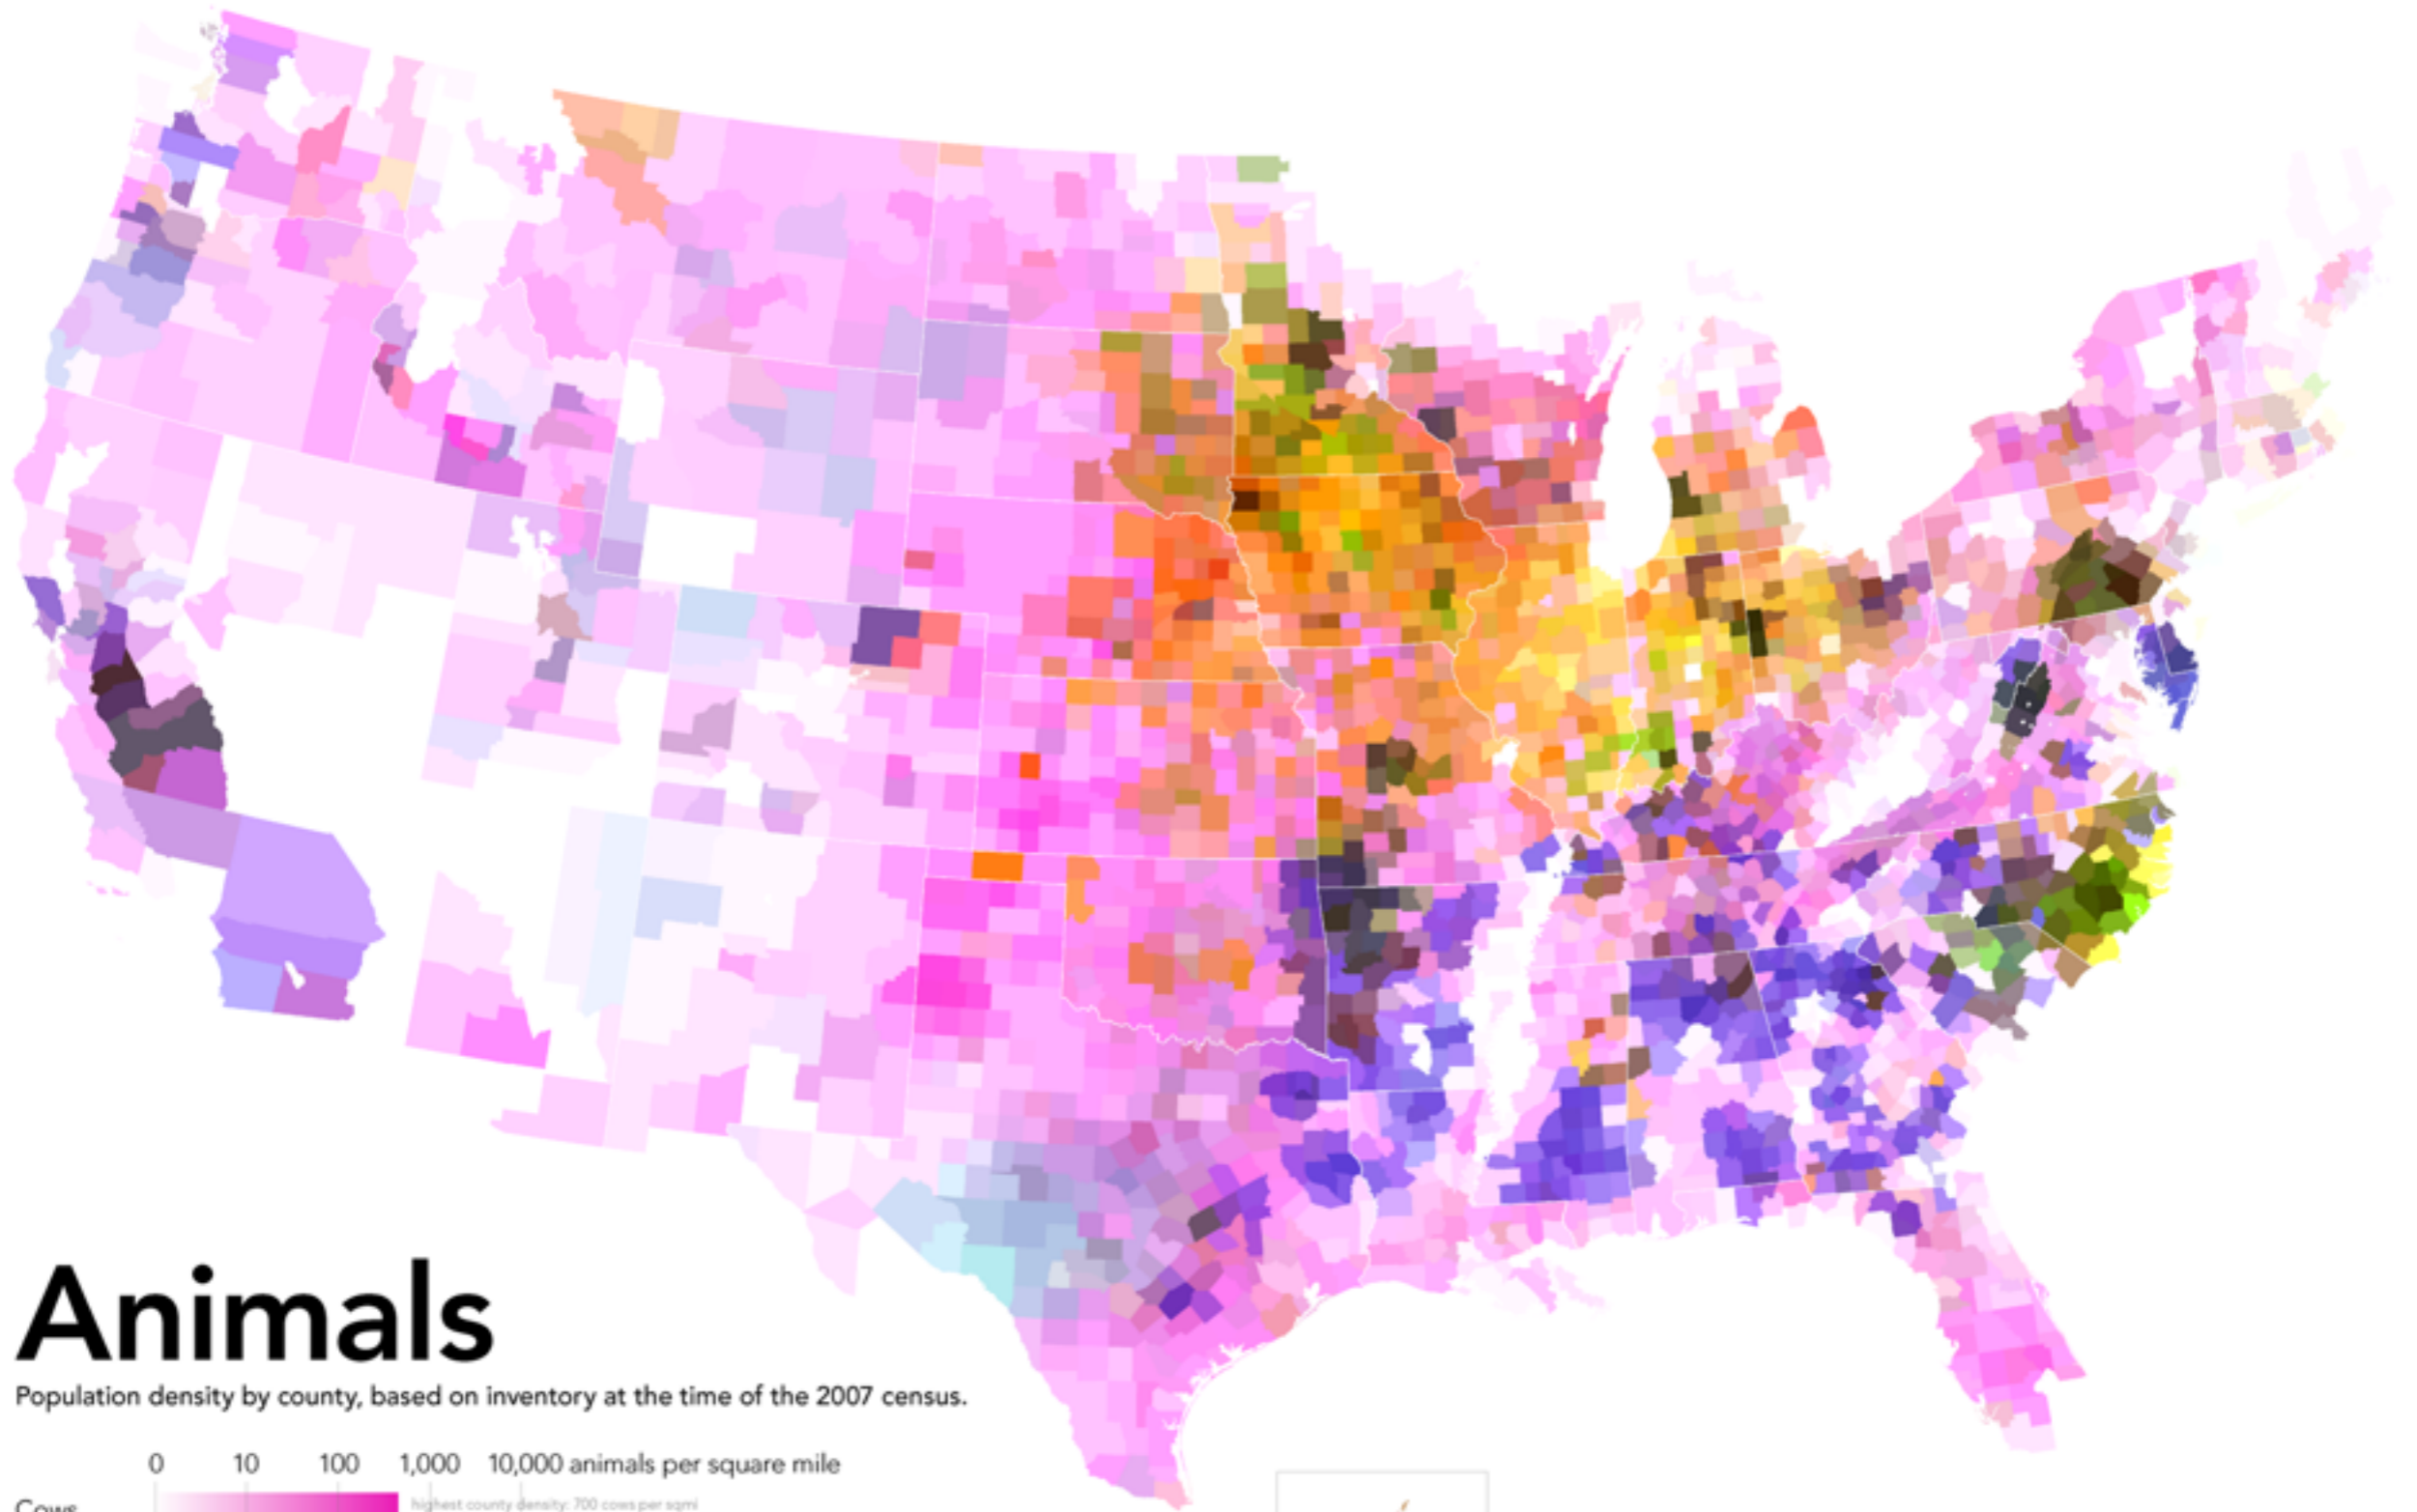 Animals
Population density by county, based on inventory at the time of the 2007 census.
0 10 100 1,000 10,000 animals per square mile
Cows
highest county density: 700 cows per sqmi